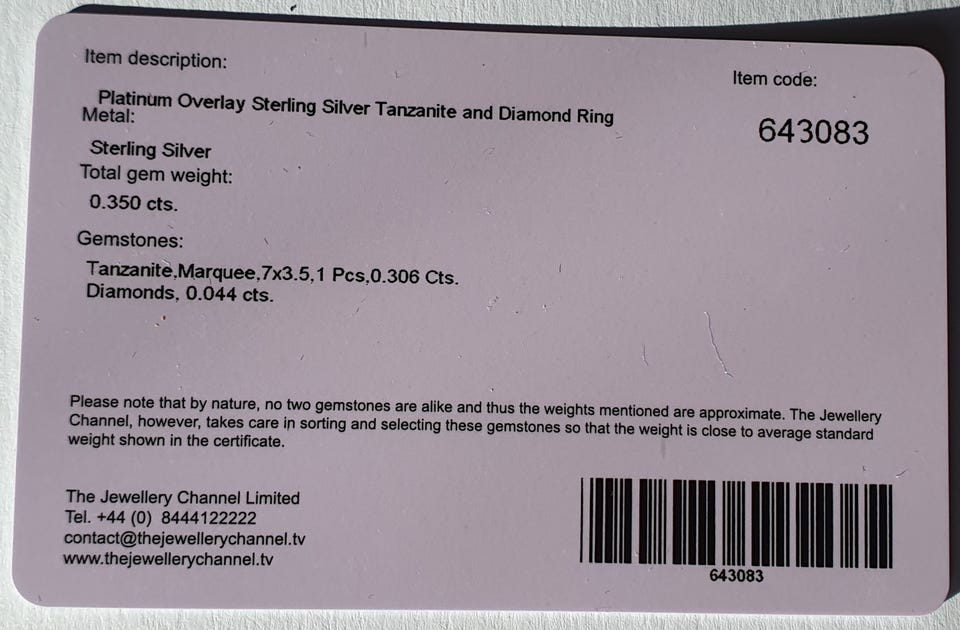 Item description:
Item code:
Platinum Overlay Sterling Silver Tanzanite and Diamond Ring
643083
Metal:
Sterling Silver
Total gem weight:
0.350 cts.
Gemstones:
Tanzanite,Marquee,7x3.5,1 Pcs,0.306 Cts.
Diamonds, 0.044 cts.
Please note that by nature, no two gemstones are alike and thus the weights mentioned are approximate. The Jewellery
Channel, however, takes care in sorting and selecting these gemstones so that the weight is close to average standard
weight shown in the certificate.
The Jewellery Channel Limited
Tel. +44 (0) 8444122222
contact@thejewellerychannel.tv
www.thejewellerychannel.tv
643083